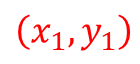 (x₁, y₁)